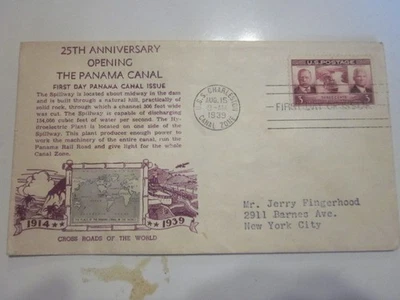 25TH ANNIVERSARY
OPENING
THE PANAMA CANAL
FIRST DAY PANAMA CANAL ISSUE
The Spillway is located about midway in the dam
and is built through a natural hill, practically of
solid rock, through which a channel 300 feet wide
was cut. The Spillway is capable of discharging
154,000 cubic feet of water per second. The Hy-
droelectric Plant is located on one side of the
Spillway. This plant produces enough power to
work the machinery of the entire canal, run the
Panama Rail Road and give light for the whole
Canal Zone.
1914
1939
CROSS ROADS OF THE WORLD
U.S. CHARLESTON
AUG 15
1939
CANAL ZONE
U.S. POSTAGE
3
3
FIRST DAY OF ISSUE
Mr. Jerry Fingerhood
2911 Barnes Ave.
New York City